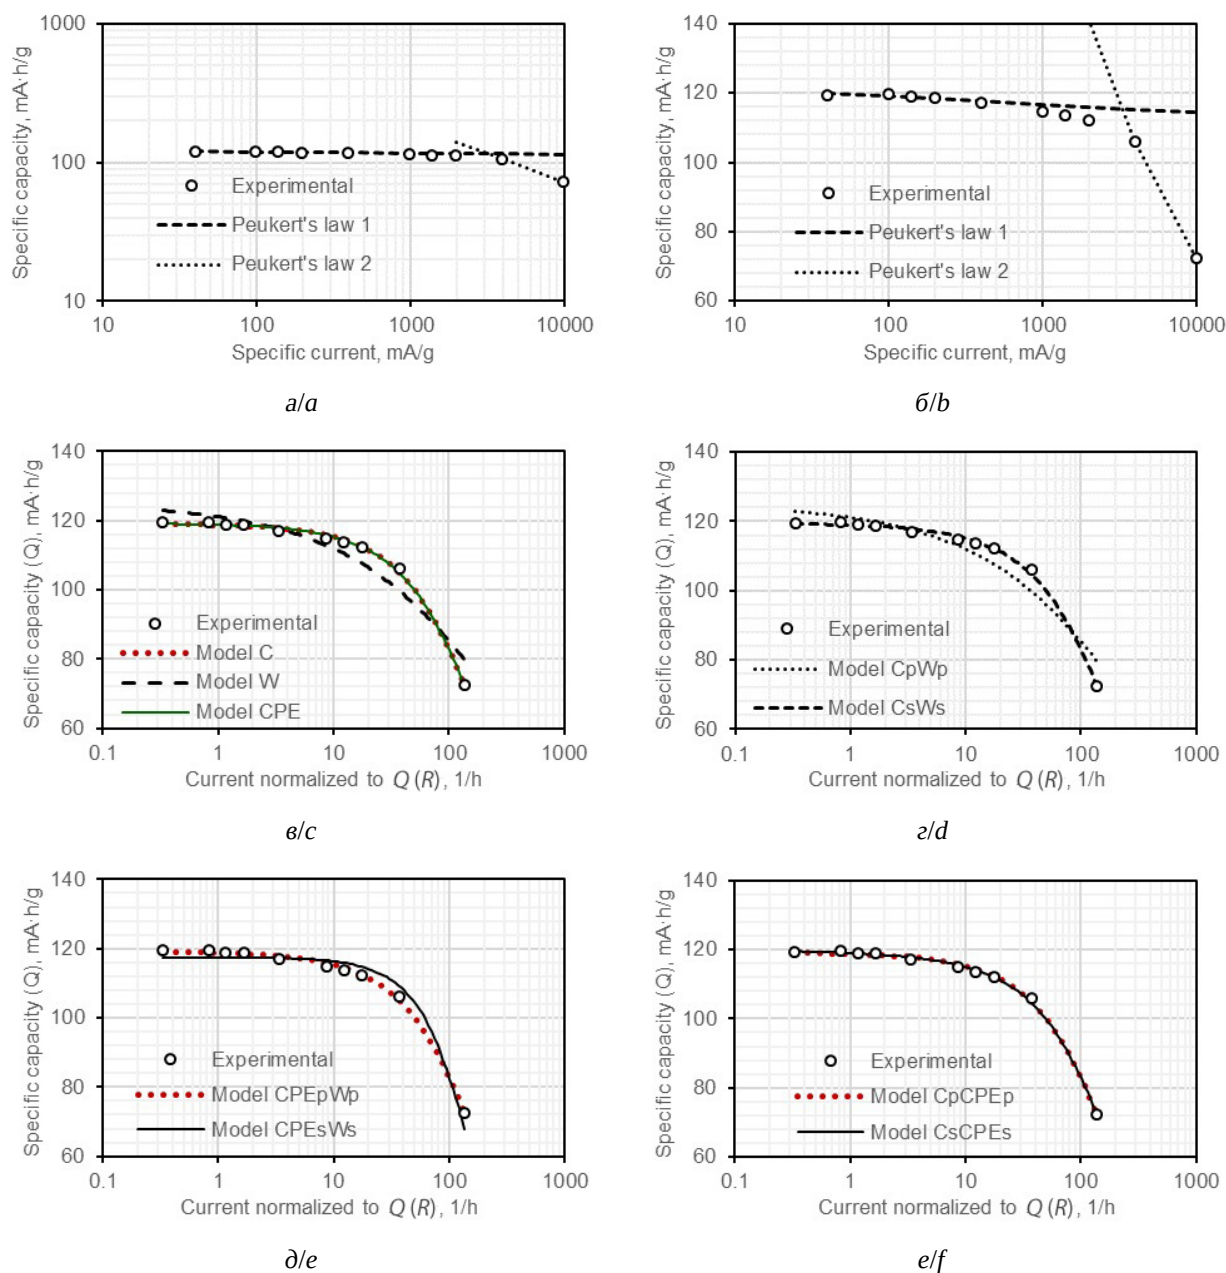 Specific capacity, mA·h/g
1000
100
10
Experimental
Peukert's law 1
Peukert's law 2
10 100 1000 10000
Specific current, mA/g
а/a
Specific capacity, mA·h/g
140
120
100
80
60
Experimental
Peukert's law 1
Peukert's law 2
10 100 1000 10000
Specific current, mA/g
б/b
Specific capacity (Q), mA·h/g
140
120
100
80
60
Experimental
Model C
Model W
Model CPE
0.1 1 10 100 1000
Current normalized to Q (R), 1/h
в/c
Specific capacity (Q), mA·h/g
140
120
100
80
60
Experimental
Model CpWp
Model CsWs
0.1 1 10 100 1000
Current normalized to Q (R), 1/h
г/d
Specific capacity (Q), mA·h/g
140
120
100
80
60
Experimental
Model CPEpWp
Model CPEsWs
0.1 1 10 100 1000
Current normalized to Q (R), 1/h
д/e
Specific capacity (Q), mA·h/g
140
120
100
80
60
Experimental
Model CpCPEp
Model CsCPEs
0.1 1 10 100 1000
Current normalized to Q (R), 1/h
е/f